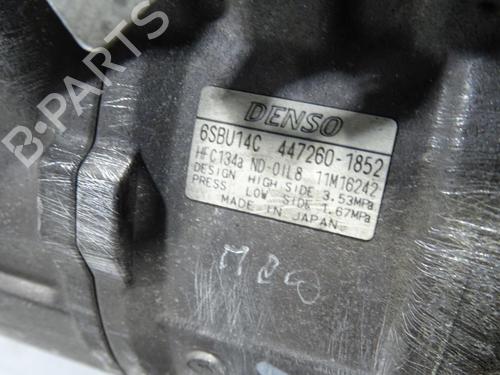 B-PARTS
DENSO
6SBU14C 447260-1852
HFC134a ND-OIL8 11M16242
DESIGN HIGH SIDE 3.53MPa
PRESS LOW SIDE 1.67MPa
MADE IN JAPAN